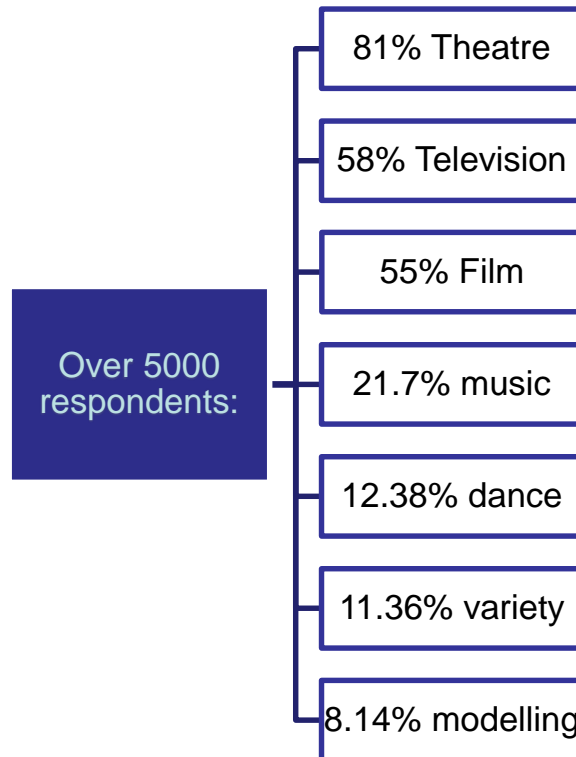 Over 5000
respondents:
81% Theatre
58% Television
55% Film
21.7% music
12.38% dance
11.36% variety
8.14% modelling